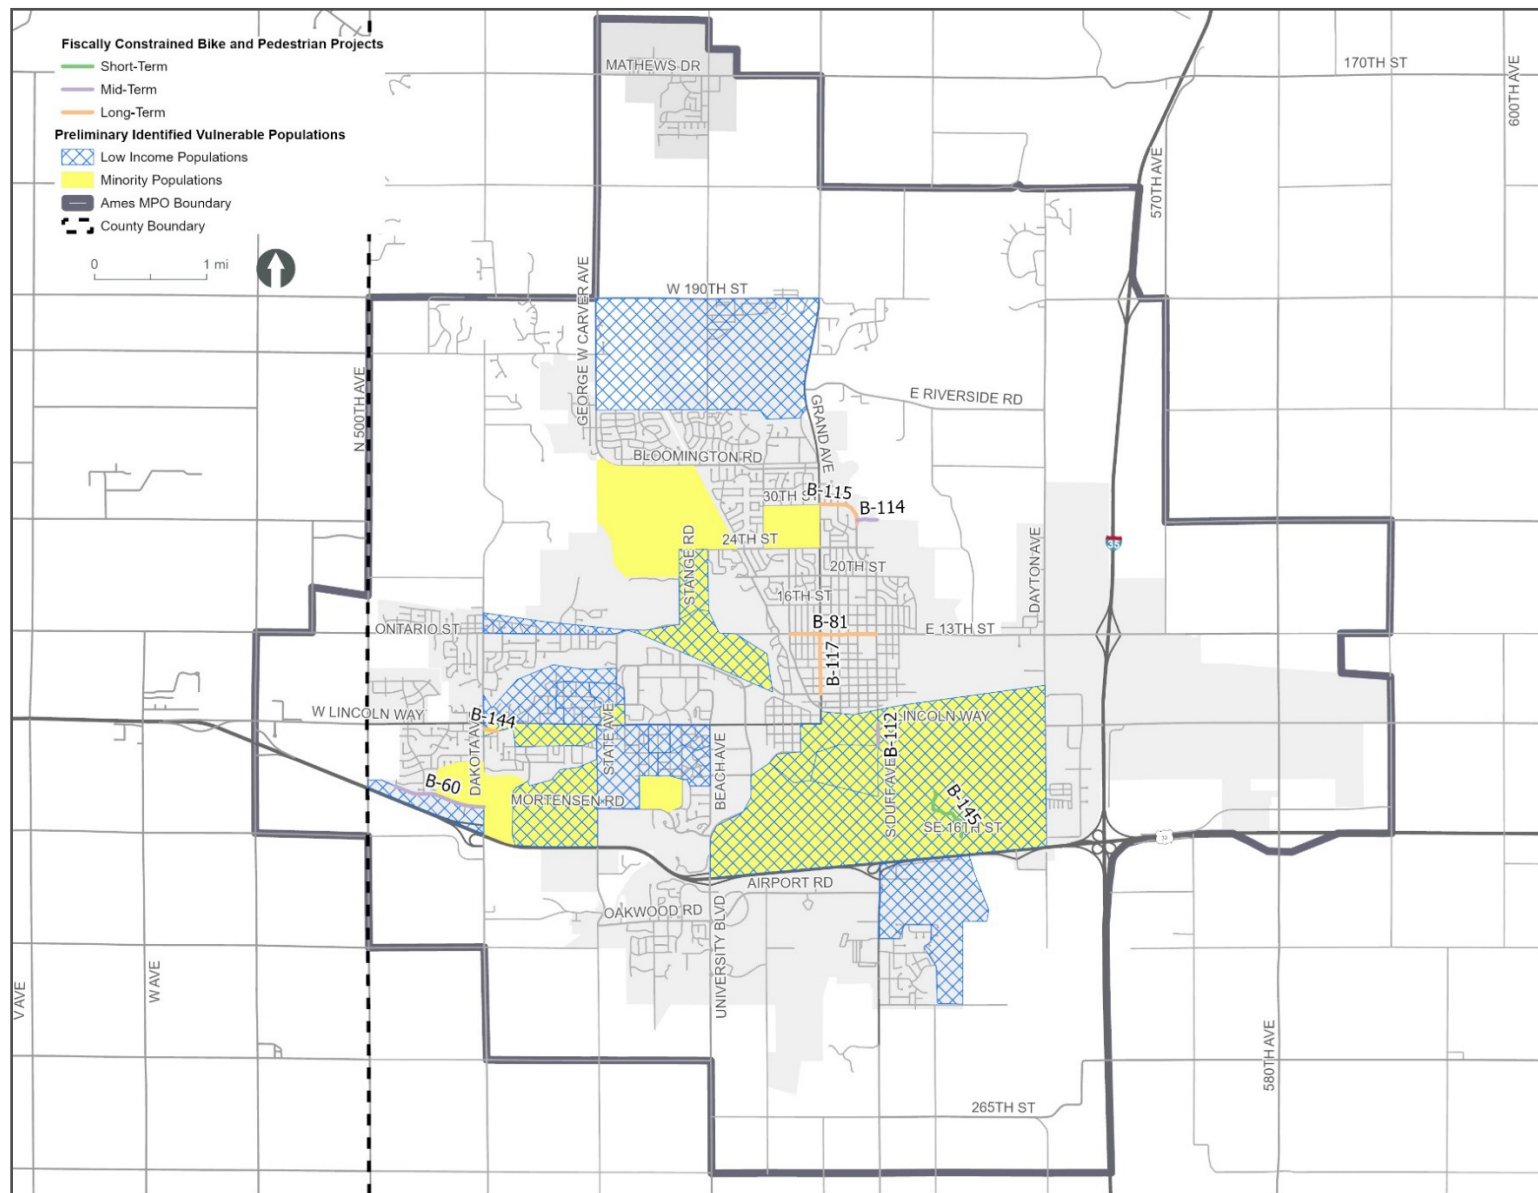 Fiscally Constrained Bike and Pedestrian Projects
Short-Term
Mid-Term
Long-Term
Preliminary Identified Vulnerable Populations
Low Income Populations
Minority Populations
Ames MPO Boundary
County Boundary
0 1 mi
MATHEWS DR
170TH ST
600TH AVE
570TH AVE
W 190TH ST
GEORGE W CARVER AVE
N 500TH AVE
E RIVERSIDE RD
GRAND AVE
BLOOMINGTON RD
30TH S
B-115
B-114
24TH ST
STANGE RD
20TH ST
35
DAYTON AVE
16TH ST
ONTARIO ST
B-81
E 13TH ST
B-117
W LINCOLN WAY
B-144
DAKOTA AV
STATE AVE
BEACH AVE
LINCOLN WAY
B-112
S DUFF AVE
B-60
MORTENSEN RD
B-145
SE 16TH ST
30
AIRPORT RD
OAKWOOD RD
UNIVERSITY BLVD
V AVE
W AVE
580TH AVE
265TH ST